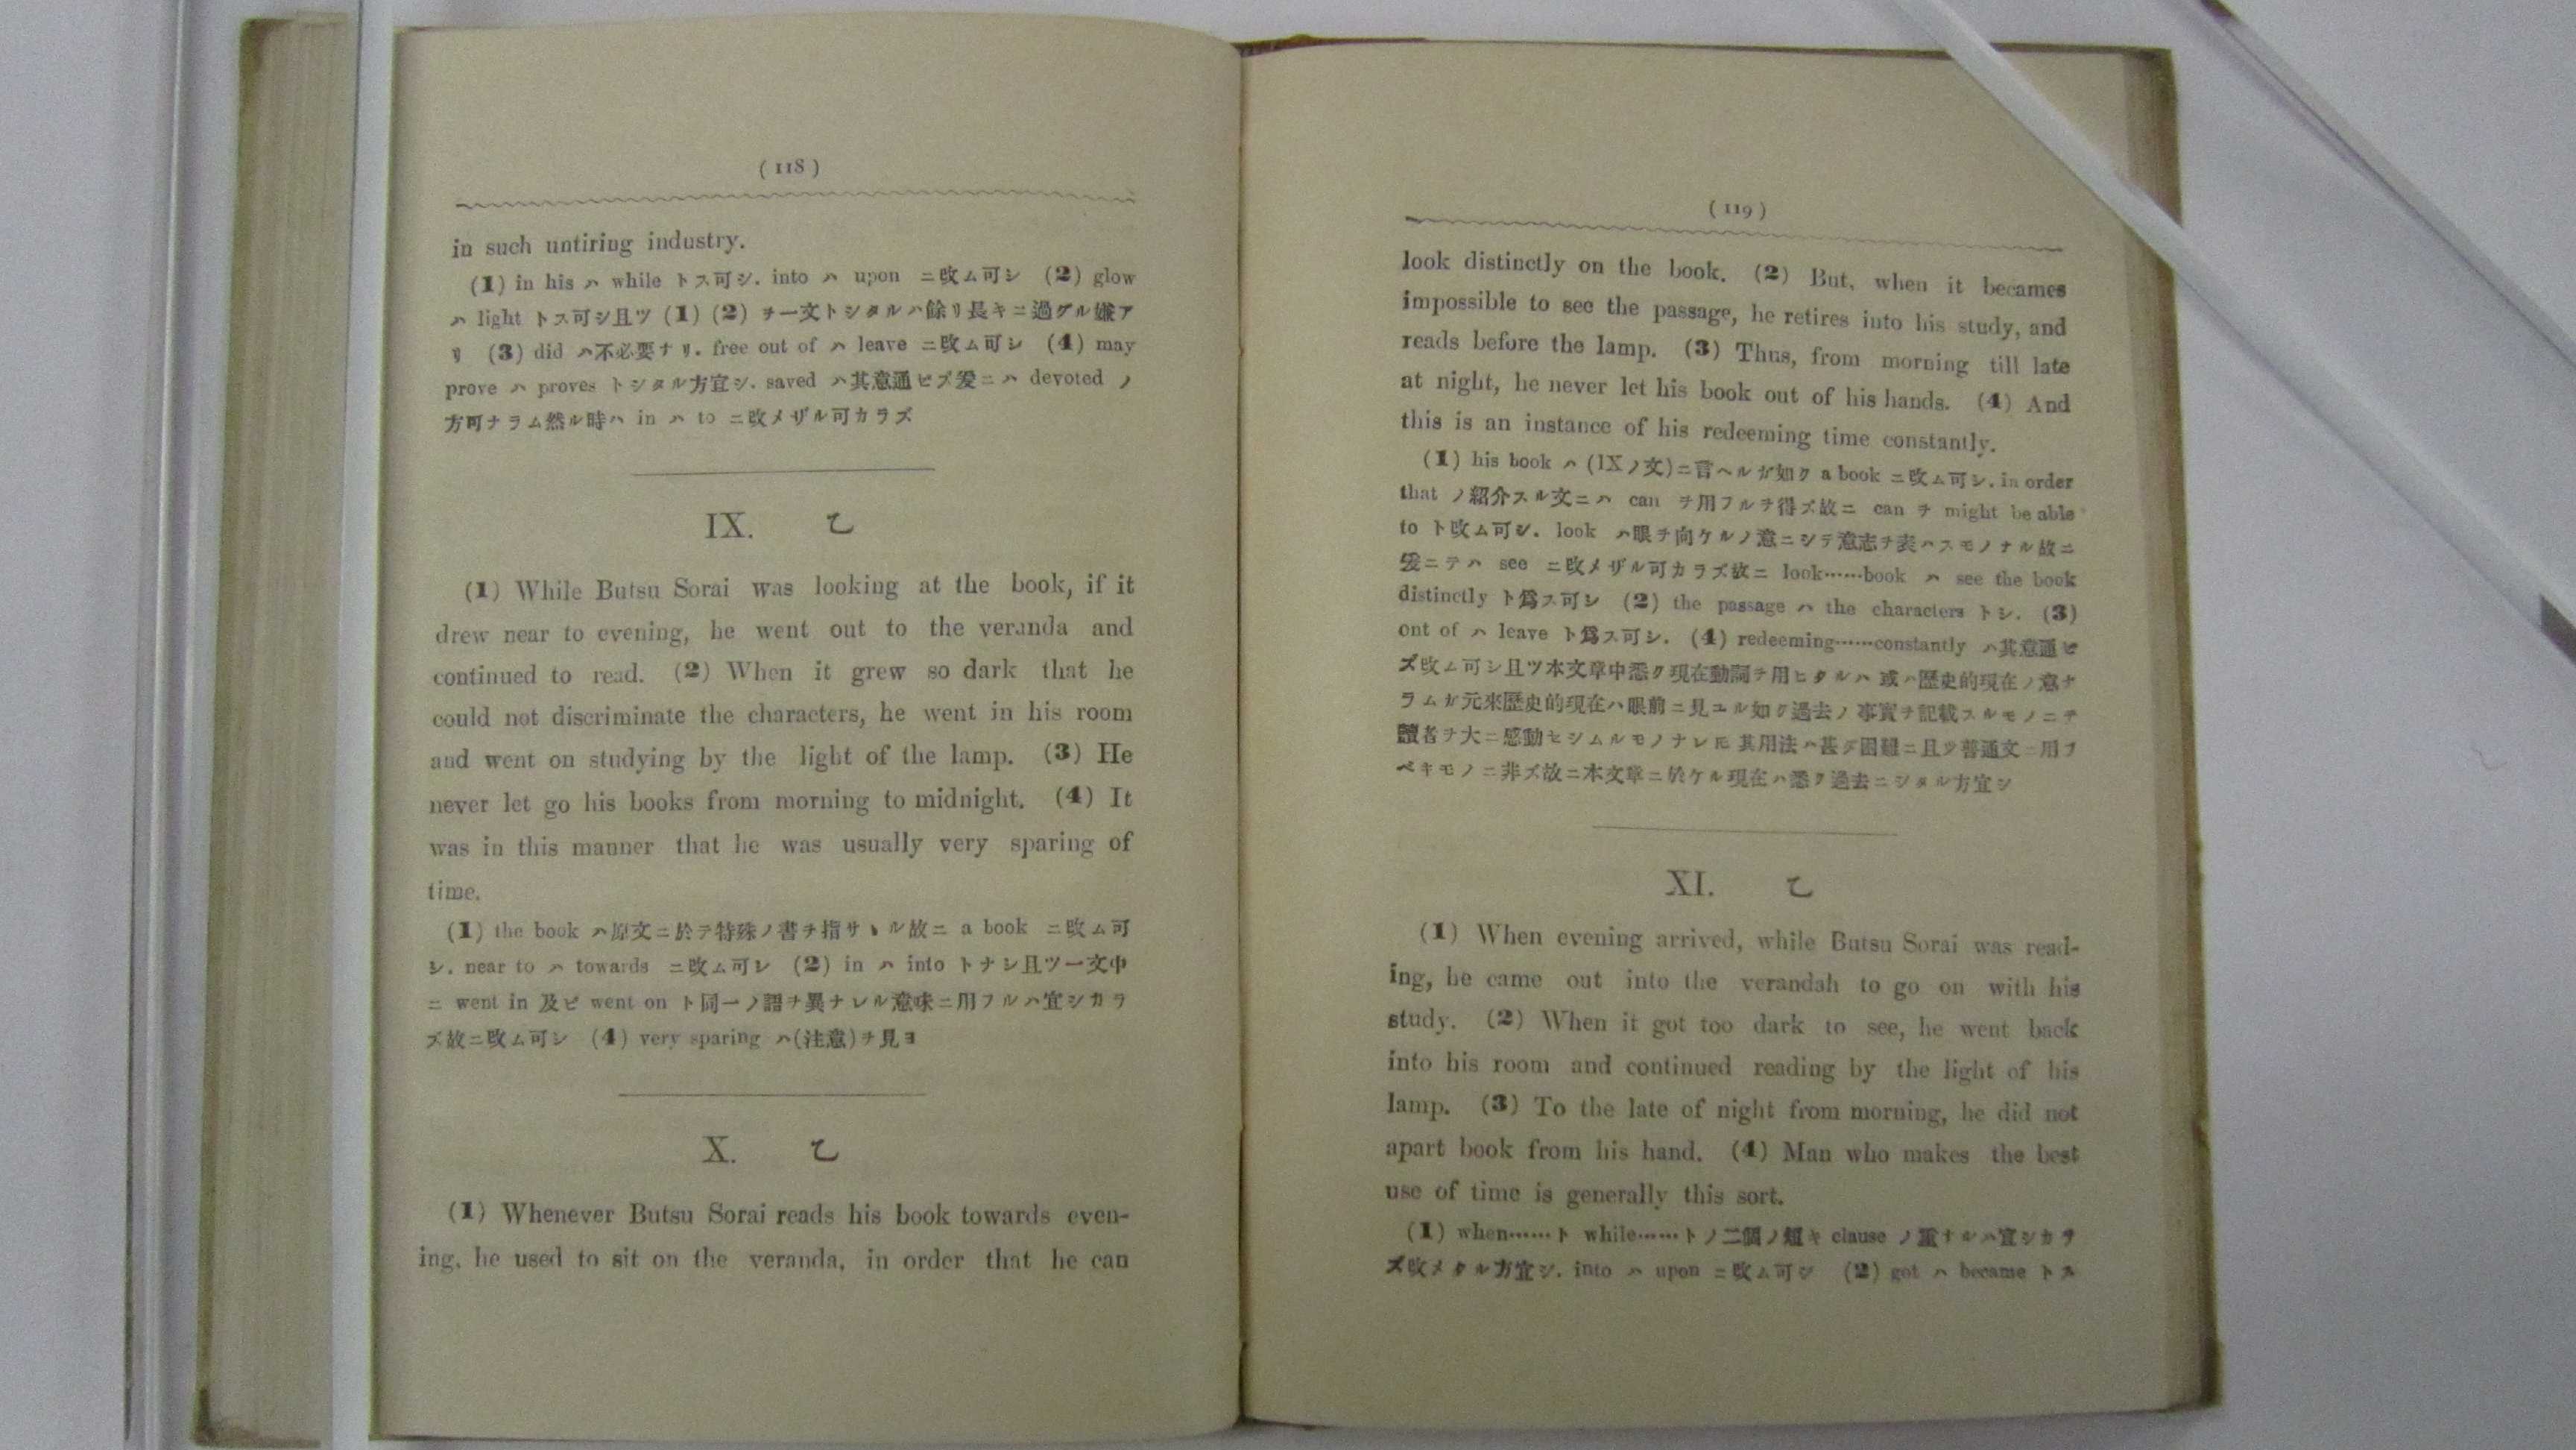 ( 118 )
in such untiring industry.
(1) in his ハ while トス可シ. into ハ upon ニ改ム可シ (2) glow
ハ light トス可シ且ツ (1) (2) ヲ一文トシタルハ餘リ長キニ過グル嫌ア
リ (3) did ハ不必要ナリ. free out of ハ leave ニ改ム可シ (4) may
prove ハ proves トシタル方宜シ. saved ハ其意通ビズ爰ニハ devoted ノ
方可ナラム然ル時ハ in ハ to ニ改メザル可カラズ
IX. 乙
(1) While Butsu Sorai was looking at the book, if it
drew near to evening, he went out to the veranda and
continued to read. (2) When it grew so dark that he
could not discriminate the characters, he went in his room
and went on studying by the light of the lamp. (3) He
never let go his books from morning to midnight. (4) It
was in this manner that he was usually very sparing of
time.
(1) the book ハ原文ニ於テ特殊ノ書ヲ指サヽル故ニ a book ニ改ム可
シ. near to ハ towards ニ改ム可レ (2) in ハ into トナシ且ツ一文中
ニ went in 及ビ went on ト同一ノ語ヲ異ナレル意味ニ用フルハ宜シカラ
ズ故ニ改ム可シ (4) very sparing ハ(注意)ヲ見ヨ
X. 乙
(1) Whenever Butsu Sorai reads his book towards even-
ing, he used to sit on the veranda, in order that he can
( 119 )
look distinctly on the book. (2) But, when it becames
impossible to see the passage, he retires into his study, and
reads before the lamp. (3) Thus, from morning till late
at night, he never let his book out of his hands. (4) And
this is an instance of his redeeming time constantly.
(1) his book ハ (IXノ文)ニ言ヘルガ如ク a book ニ改ム可シ. in order
that ノ紹介スル文ニハ can ヲ用フルヲ得ズ故ニ can ヲ might be able
to ト改ム可シ. look ハ眼ヲ向ケルノ意ニシテ意志ヲ表ハスモノナル故ニ
爰ニテハ see ニ改メザル可カラズ故ニ look……book ハ see the book
distinctly ト爲ス可シ (2) the passage ハ the characters トシ. (3)
ont of ハ leave ト爲ス可シ. (4) redeeming……constantly ハ其意通ビ
ズ改ム可シ且ツ本文章中悉ク現在動詞ヲ用ヒタルハ 或ハ歴史的現在ノ意ナ
ラムガ元來歴史的現在ハ眼前ニ見ユル如ク過去ノ事實ヲ記載スルモノニテ
讀者ヲ大ニ感動セシムルモノナレ𪜈其用法ハ甚ダ困難ニ且ツ普通文ニ用フ
ベキモノニ非ズ故ニ本文章ニ於ケル現在ハ悉ク過去ニシタル方宜シ
XI. 乙
(1) When evening arrived, while Butsu Sorai was read-
ing, he came out into the verandah to go on with his
study. (2) When it got too dark to see, he went back
into his room and continued reading by the light of his
lamp. (3) To the late of night from morning, he did not
apart book from his hand. (4) Man who makes the best
use of time is generally this sort.
(1) when……ト while……トノ二個ノ短キ clause ノ重ナルハ宜シカラ
ズ改メタル方宜シ. into ハ upon ニ改ム可シ (2) got ハ became トス